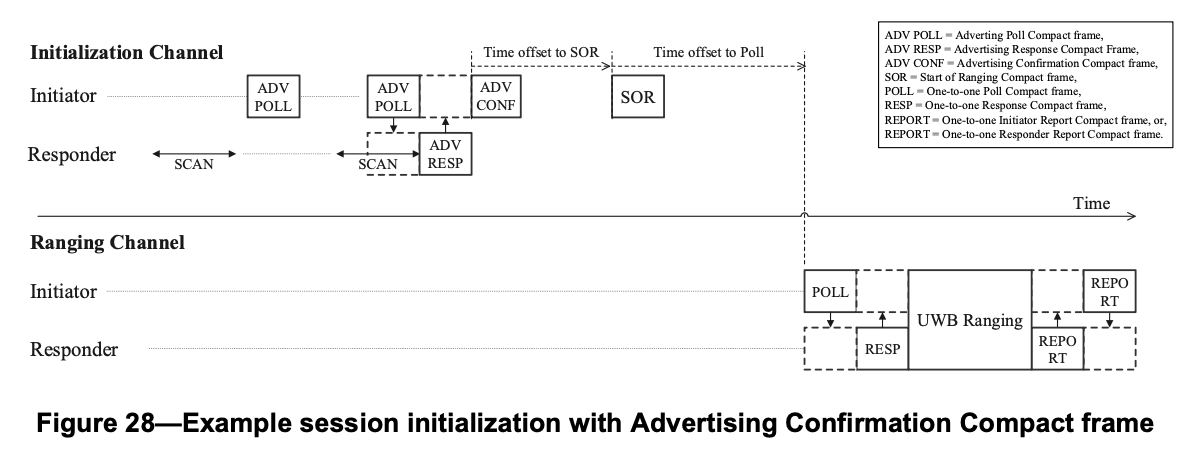 ADV POLL = Adverting Poll Compact frame,
ADV RESP = Advertising Response Compact Frame,
ADV CONF = Advertising Confirmation Compact frame,
SOR = Start of Ranging Compact frame,
POLL = One-to-one Poll Compact frame,
RESP = One-to-one Response Compact frame,
REPORT = One-to-one Initiator Report Compact frame, or,
REPORT = One-to-one Responder Report Compact frame.
Initialization Channel
Time offset to SOR
Time offset to Poll
Initiator
ADV
POLL
ADV
POLL
ADV
CONF
SOR
Responder
SCAN
SCAN
ADV
RESP
Time
Ranging Channel
Initiator
POLL
UWB Ranging
REPO
RT
Responder
RESP
REPO
RT
Figure 28—Example session initialization with Advertising Confirmation Compact frame